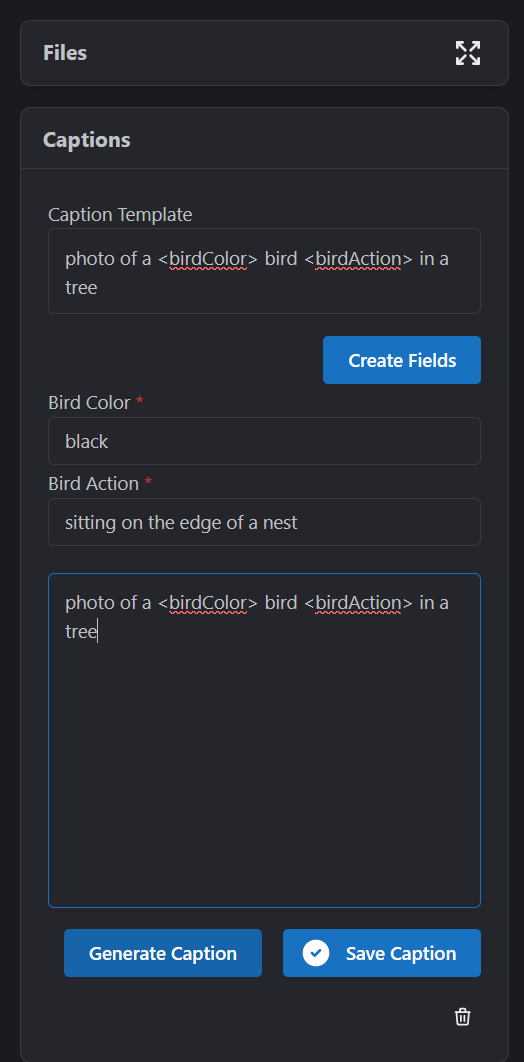 Files
Captions
Caption Template
photo of a <birdColor> bird <birdAction> in a
tree
Create Fields
Bird Color *
black
Bird Action *
sitting on the edge of a nest
photo of a <birdColor> bird <birdAction> in a
tree
Generate Caption
Save Caption